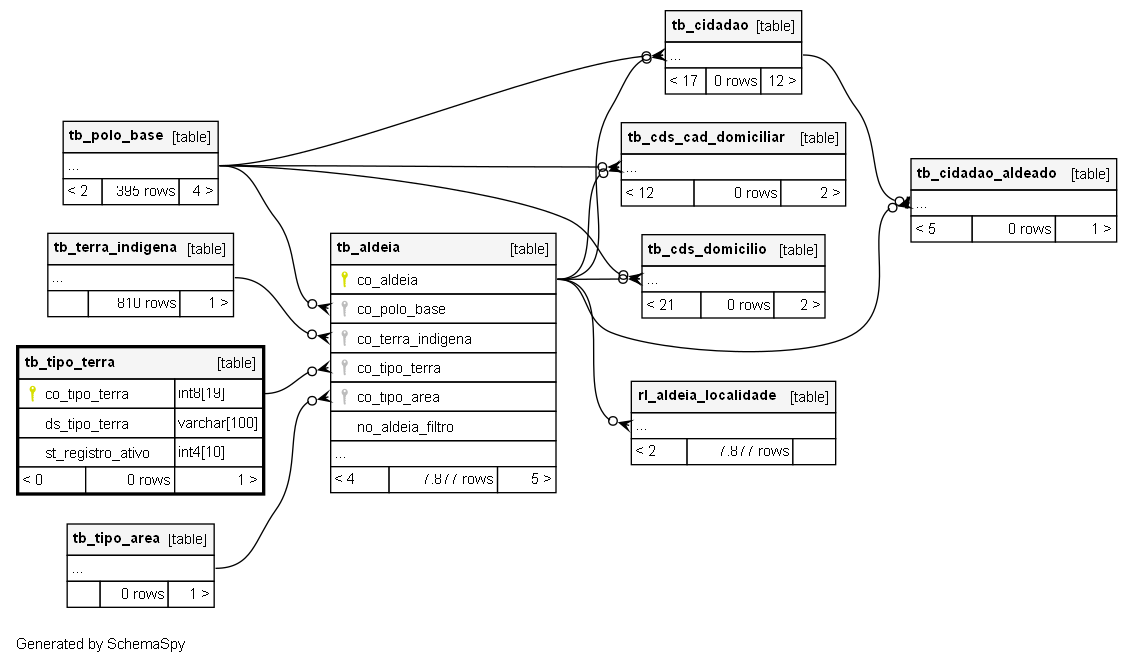 tb_cidadao [table]
...
< 17 0 rows 12 >
tb_polo_base [table]
...
< 2 395 rows 4 >
tb_cds_cad_domiciliar [table]
...
< 12 0 rows 2 >
tb_cidadao_aldeado [table]
...
< 5 0 rows 1 >
tb_terra_indigena [table]
...
810 rows 1 >
tb_aldeia [table]
co_aldeia
co_polo_base
co_terra_indigena
co_tipo_terra
co_tipo_area
no_aldeia_filtro
...
< 4 7.877 rows 5 >
tb_cds_domicilio [table]
...
< 21 0 rows 2 >
tb_tipo_terra [table]
co_tipo_terra int8[19]
ds_tipo_terra varchar[100]
st_registro_ativo int4[10]
< 0 0 rows 1 >
rl_aldeia_localidade [table]
...
< 2 7.877 rows
tb_tipo_area [table]
...
0 rows 1 >
Generated by SchemaSpy